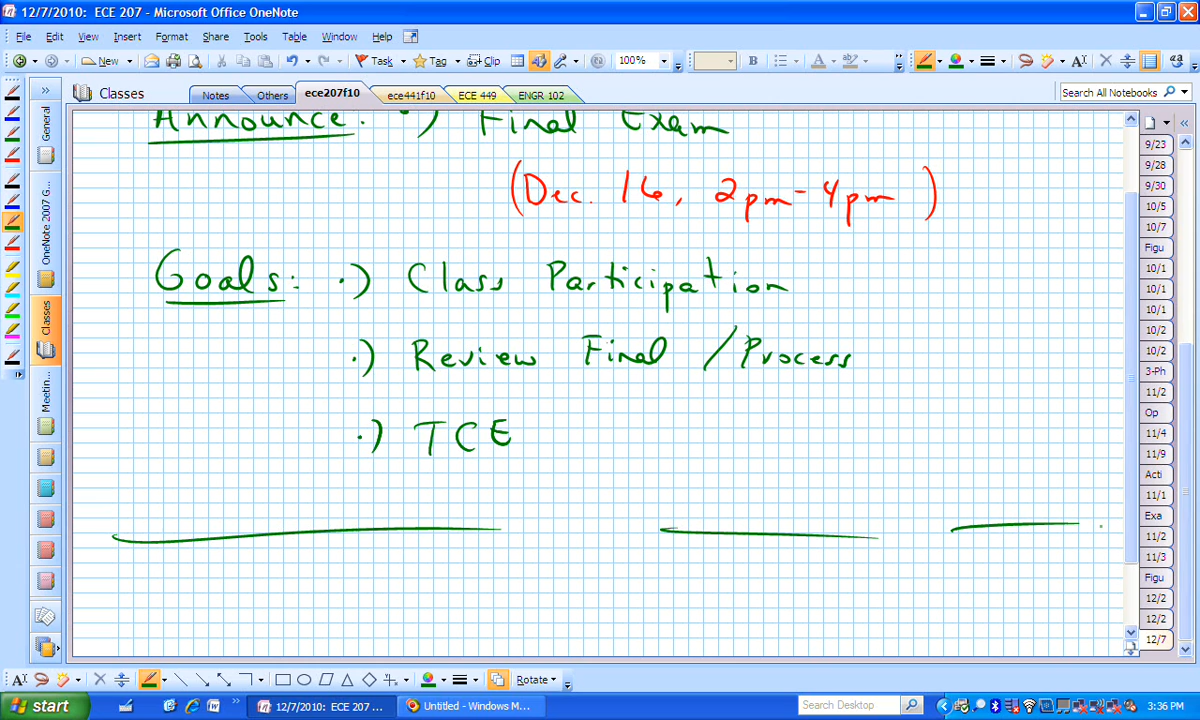 12/7/2010: ECE 207 - Microsoft Office OneNote
File Edit View Insert Format Share Tools Table Window Help
New Task Tag Clip 100% B A ab A
Classes Notes Others ece207f10 ece441f10 ECE 449 ENGR 102 Search All Notebooks
General
OneNote 2007 G...
Classes
Meetin...
Announce: ·) Final Exam
(Dec. 16, 2pm-4pm)
Goals: ·) Class Participation
·) Review Final / Process
·) TCE
9/23
9/28
9/30
10/5
10/7
Figu
10/1
10/1
10/1
10/2
10/2
3-Ph
11/2
Op
11/4
11/9
Acti
11/1
Exa
11/2
11/3
Figu
12/2
12/2
12/7
A Rotate
start 12/7/2010: ECE 207 ... Untitled - Windows M... Search Desktop 3:36 PM